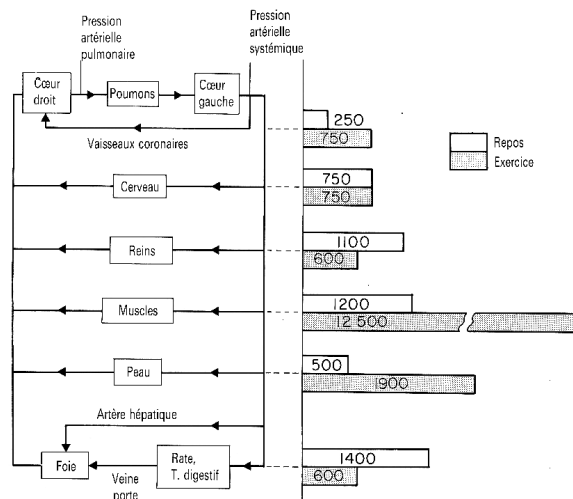 Pression
artérielle
pulmonaire
Pression
artérielle
systémique
Cœur
droit
Poumons
Cœur
gauche
Vaisseaux coronaires
250
750
Repos
Exercice
Cerveau
750
750
Reins
1100
600
Muscles
1200
12 500
Peau
500
1900
Artère hépatique
Foie
Veine
porte
Rate,
T. digestif
1400
600